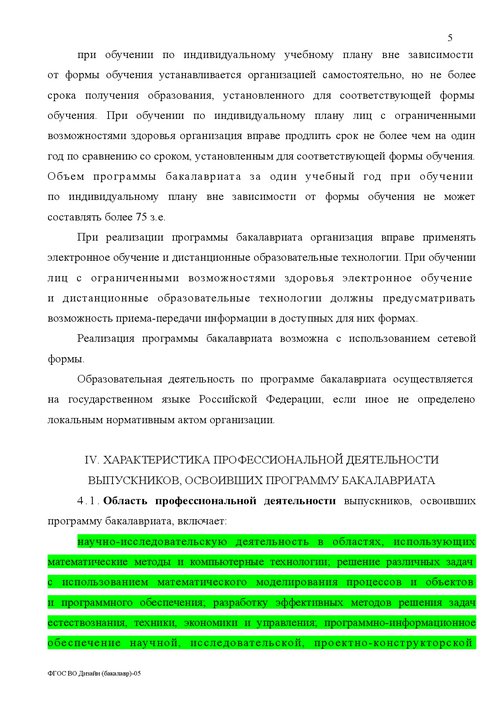 5
при обучении по индивидуальному учебному плану вне зависимости
от формы обучения устанавливается организацией самостоятельно, но не более
срока получения образования, установленного для соответствующей формы
обучения. При обучении по индивидуальному плану лиц с ограниченными
возможностями здоровья организация вправе продлить срок не более чем на один
год по сравнению со сроком, установленным для соответствующей формы обучения.
Объем программы бакалавриата за один учебный год при обучении
по индивидуальному плану вне зависимости от формы обучения не может
составлять более 75 з.е.
При реализации программы бакалавриата организация вправе применять
электронное обучение и дистанционные образовательные технологии. При обучении
лиц с ограниченными возможностями здоровья электронное обучение
и дистанционные образовательные технологии должны предусматривать
возможность приема-передачи информации в доступных для них формах.
Реализация программы бакалавриата возможна с использованием сетевой
формы.
Образовательная деятельность по программе бакалавриата осуществляется
на государственном языке Российской Федерации, если иное не определено
локальным нормативным актом организации.
IV. ХАРАКТЕРИСТИКА ПРОФЕССИОНАЛЬНОЙ ДЕЯТЕЛЬНОСТИ
ВЫПУСКНИКОВ, ОСВОИВШИХ ПРОГРАММУ БАКАЛАВРИАТА
4.1. Область профессиональной деятельности выпускников, освоивших
программу бакалавриата, включает:
научно-исследовательскую деятельность в областях, использующих
математические методы и компьютерные технологии; решение различных задач
с использованием математического моделирования процессов и объектов
и программного обеспечения; разработку эффективных методов решения задач
естествознания, техники, экономики и управления; программно-информационное
обеспечение научной, исследовательской, проектно-конструкторской
ФГОС ВО Дизайн (бакалавр)-05